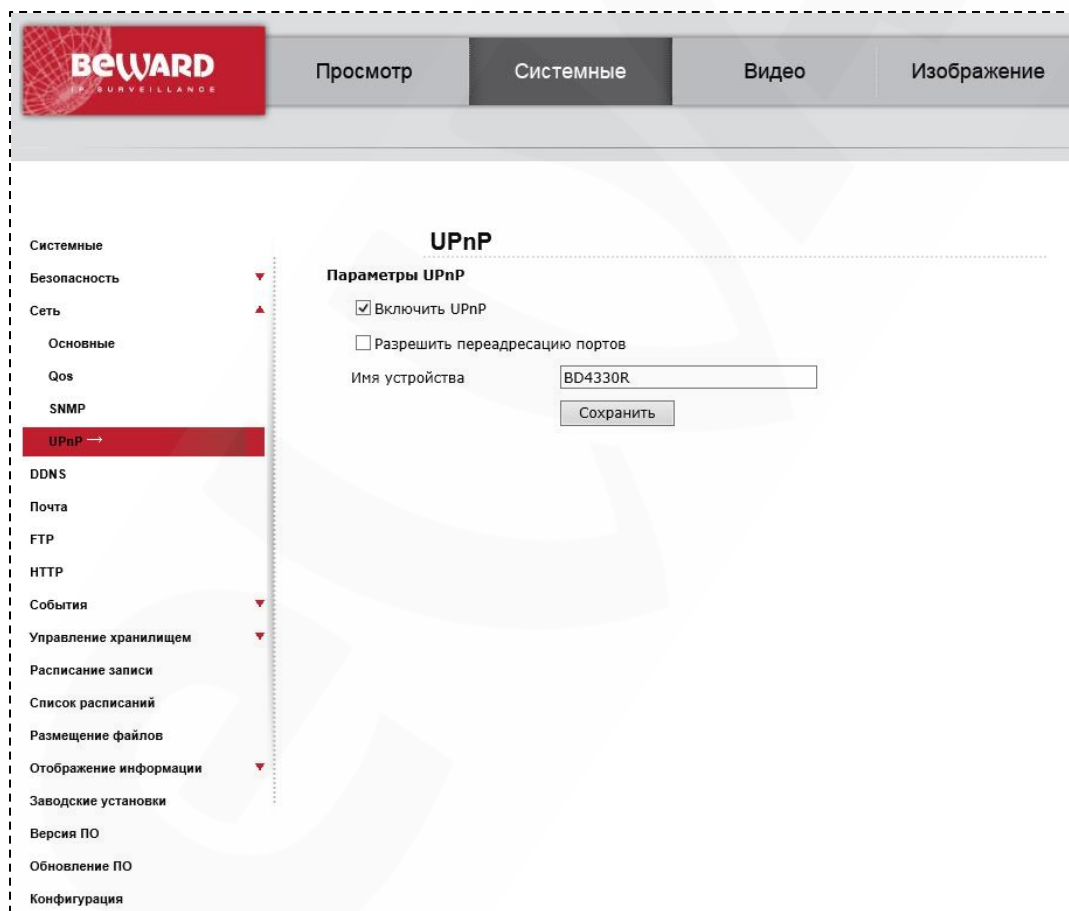 BEWARD
IP SURVEILLANCE
Просмотр
Системные
Видео
Изображение
Системные
Безопасность
Сеть
Основные
Qos
SNMP
UPnP →
DDNS
Почта
FTP
HTTP
События
Управление хранилищем
Расписание записи
Список расписаний
Размещение файлов
Отображение информации
Заводские установки
Версия ПО
Обновление ПО
Конфигурация
UPnP
Параметры UPnP
Включить UPnP
Разрешить переадресацию портов
Имя устройства BD4330R
Сохранить